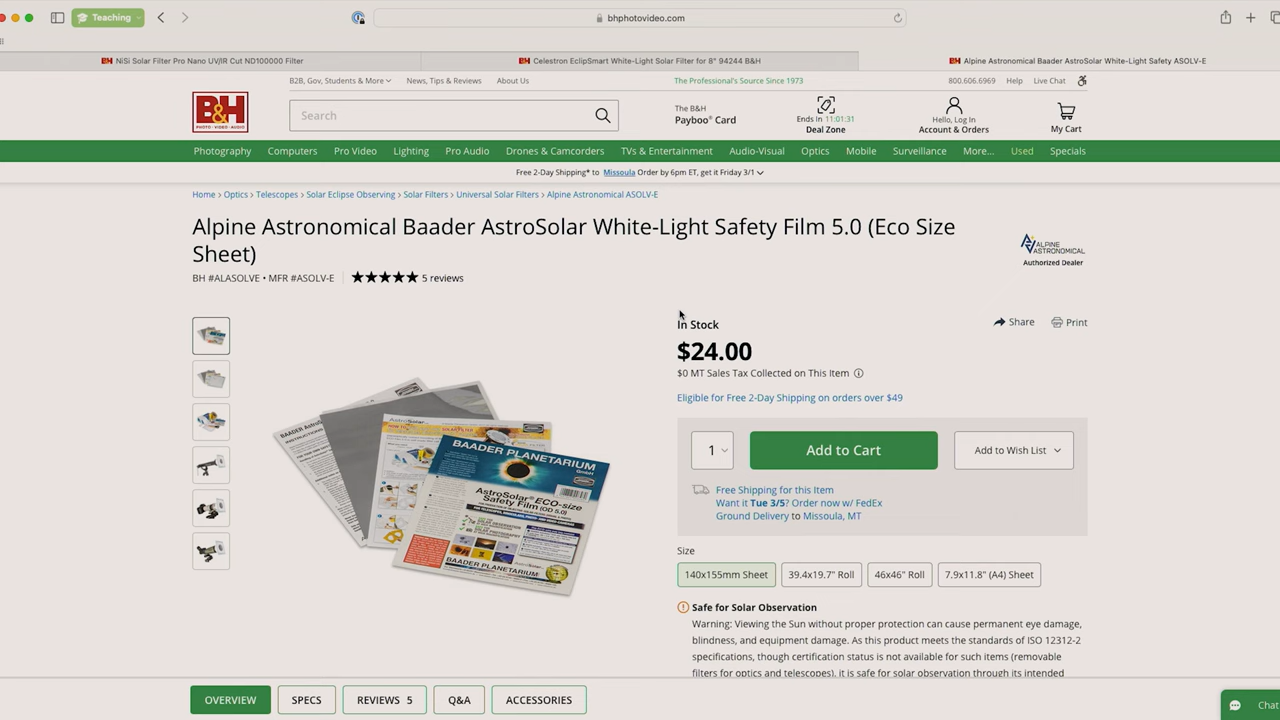 Teaching
bhphotovideo.com
NiSi Solar Filter Pro Nano UV/IR Cut ND100000 Filter
Celestron EclipSmart White-Light Solar Filter for 8" 94244 B&H
Alpine Astronomical Baader AstroSolar White-Light Safety ASOLV-E
B2B, Gov, Students & More
News, Tips & Reviews
About Us
The Professional's Source Since 1973
800.606.6969
Help
Live Chat
B&H
PHOTO · VIDEO · AUDIO
Search
The B&H
Payboo® Card
Ends in 11:01:31
Deal Zone
Hello, Log In
Account & Orders
My Cart
Photography
Computers
Pro Video
Lighting
Pro Audio
Drones & Camcorders
TVs & Entertainment
Audio-Visual
Optics
Mobile
Surveillance
More...
Used
Specials
Free 2-Day Shipping* to Missoula Order by 6pm ET, get it Friday 3/1
Home > Optics > Telescopes > Solar Eclipse Observing > Solar Filters > Universal Solar Filters > Alpine Astronomical ASOLV-E
Alpine Astronomical Baader AstroSolar White-Light Safety Film 5.0 (Eco Size
Sheet)
ALPINE
ASTRONOMICAL
Authorized Dealer
BH #ALASOLVE • MFR #ASOLV-E
5 reviews
In Stock
Share
Print
$24.00
$0 MT Sales Tax Collected on This Item
Eligible for Free 2-Day Shipping on orders over $49
1
Add to Cart
Add to Wish List
Free Shipping for this Item
Want it Tue 3/5? Order now w/ FedEx
Ground Delivery to Missoula, MT
BAADER PLANETARIUM
AstroSolar® ECO-size
Safety Film (OD 5.0)
BAADER PLANETARIUM
Size
140x155mm Sheet
39.4x19.7" Roll
46x46" Roll
7.9x11.8" (A4) Sheet
Safe for Solar Observation
Warning: Viewing the Sun without proper protection can cause permanent eye damage,
blindness, and equipment damage. As this product meets the standards of ISO 12312-2
specifications, though certification status is not available for such items (removable
filters for optics and telescopes), it is safe for solar observation through its intended
OVERVIEW
SPECS
REVIEWS 5
Q&A
ACCESSORIES
Chat